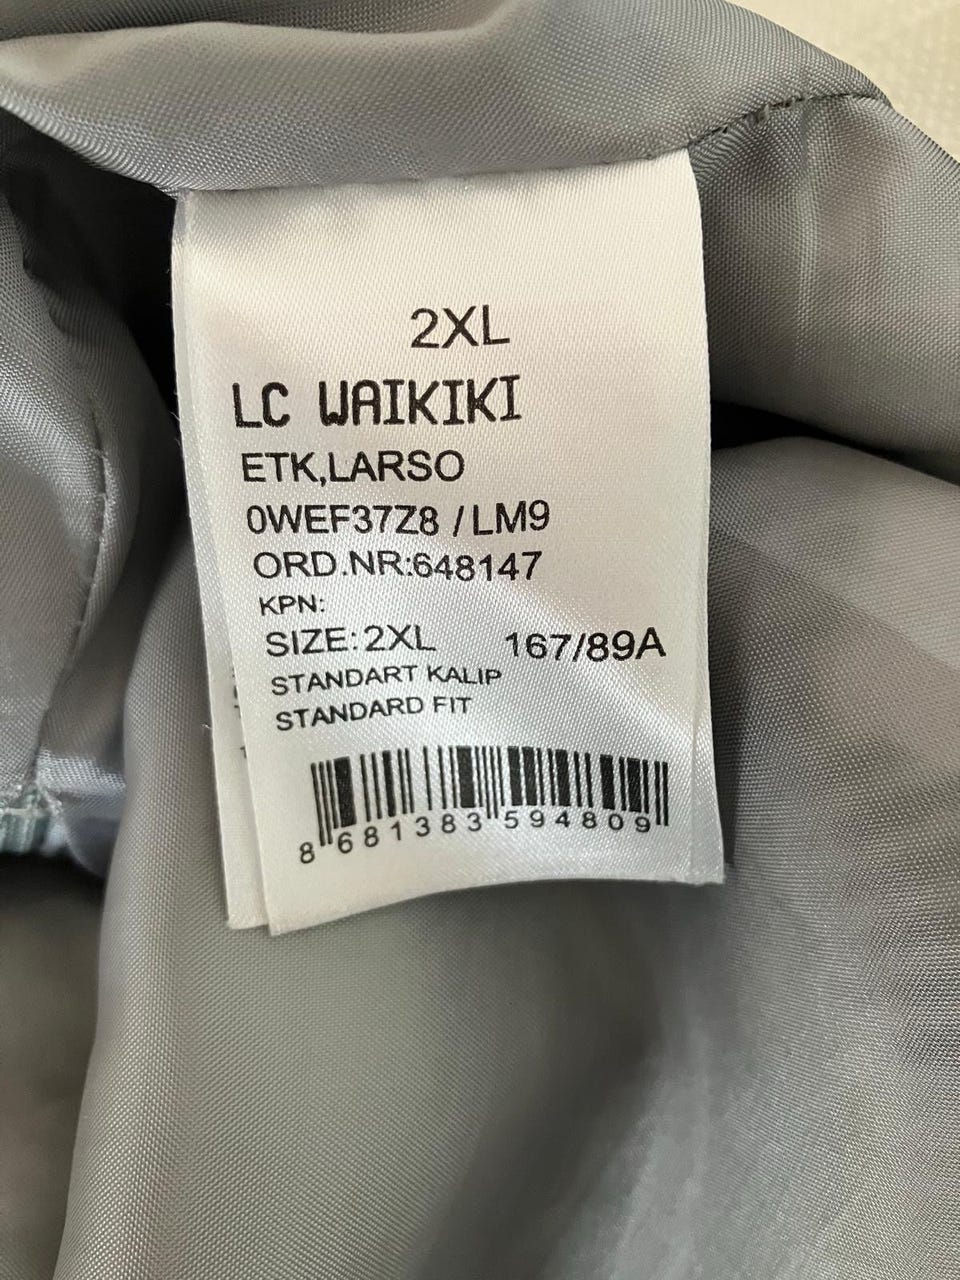 2XL
LC WAIKIKI
ETK,LARSO
0WEF37Z8 / LM9
ORD.NR:648147
KPN:
SIZE:2XL 167/89A
STANDART KALIP
STANDARD FIT
8 681383 594809